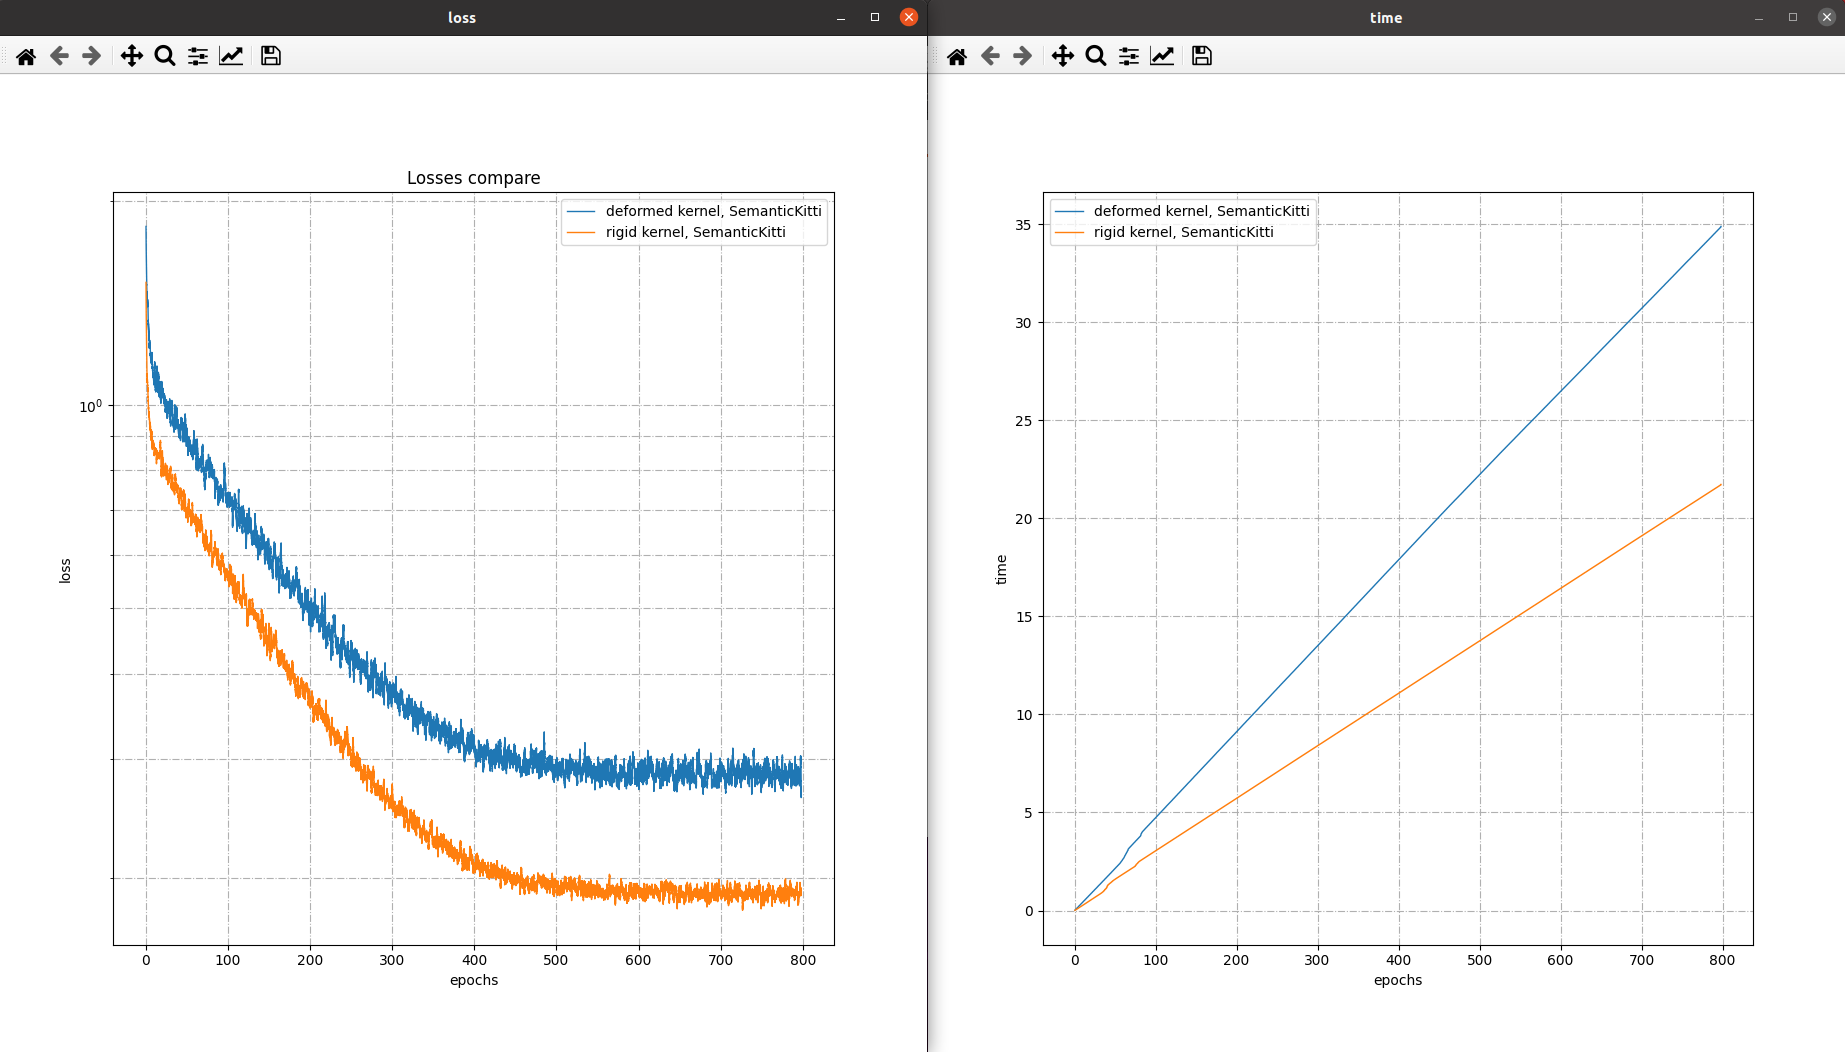 loss
Losses compare
deformed kernel, SemanticKitti
rigid kernel, SemanticKitti
10⁰
loss
0 100 200 300 400 500 600 700 800
epochs
time
deformed kernel, SemanticKitti
rigid kernel, SemanticKitti
35
30
25
20
15
10
5
0
time
0 100 200 300 400 500 600 700 800
epochs